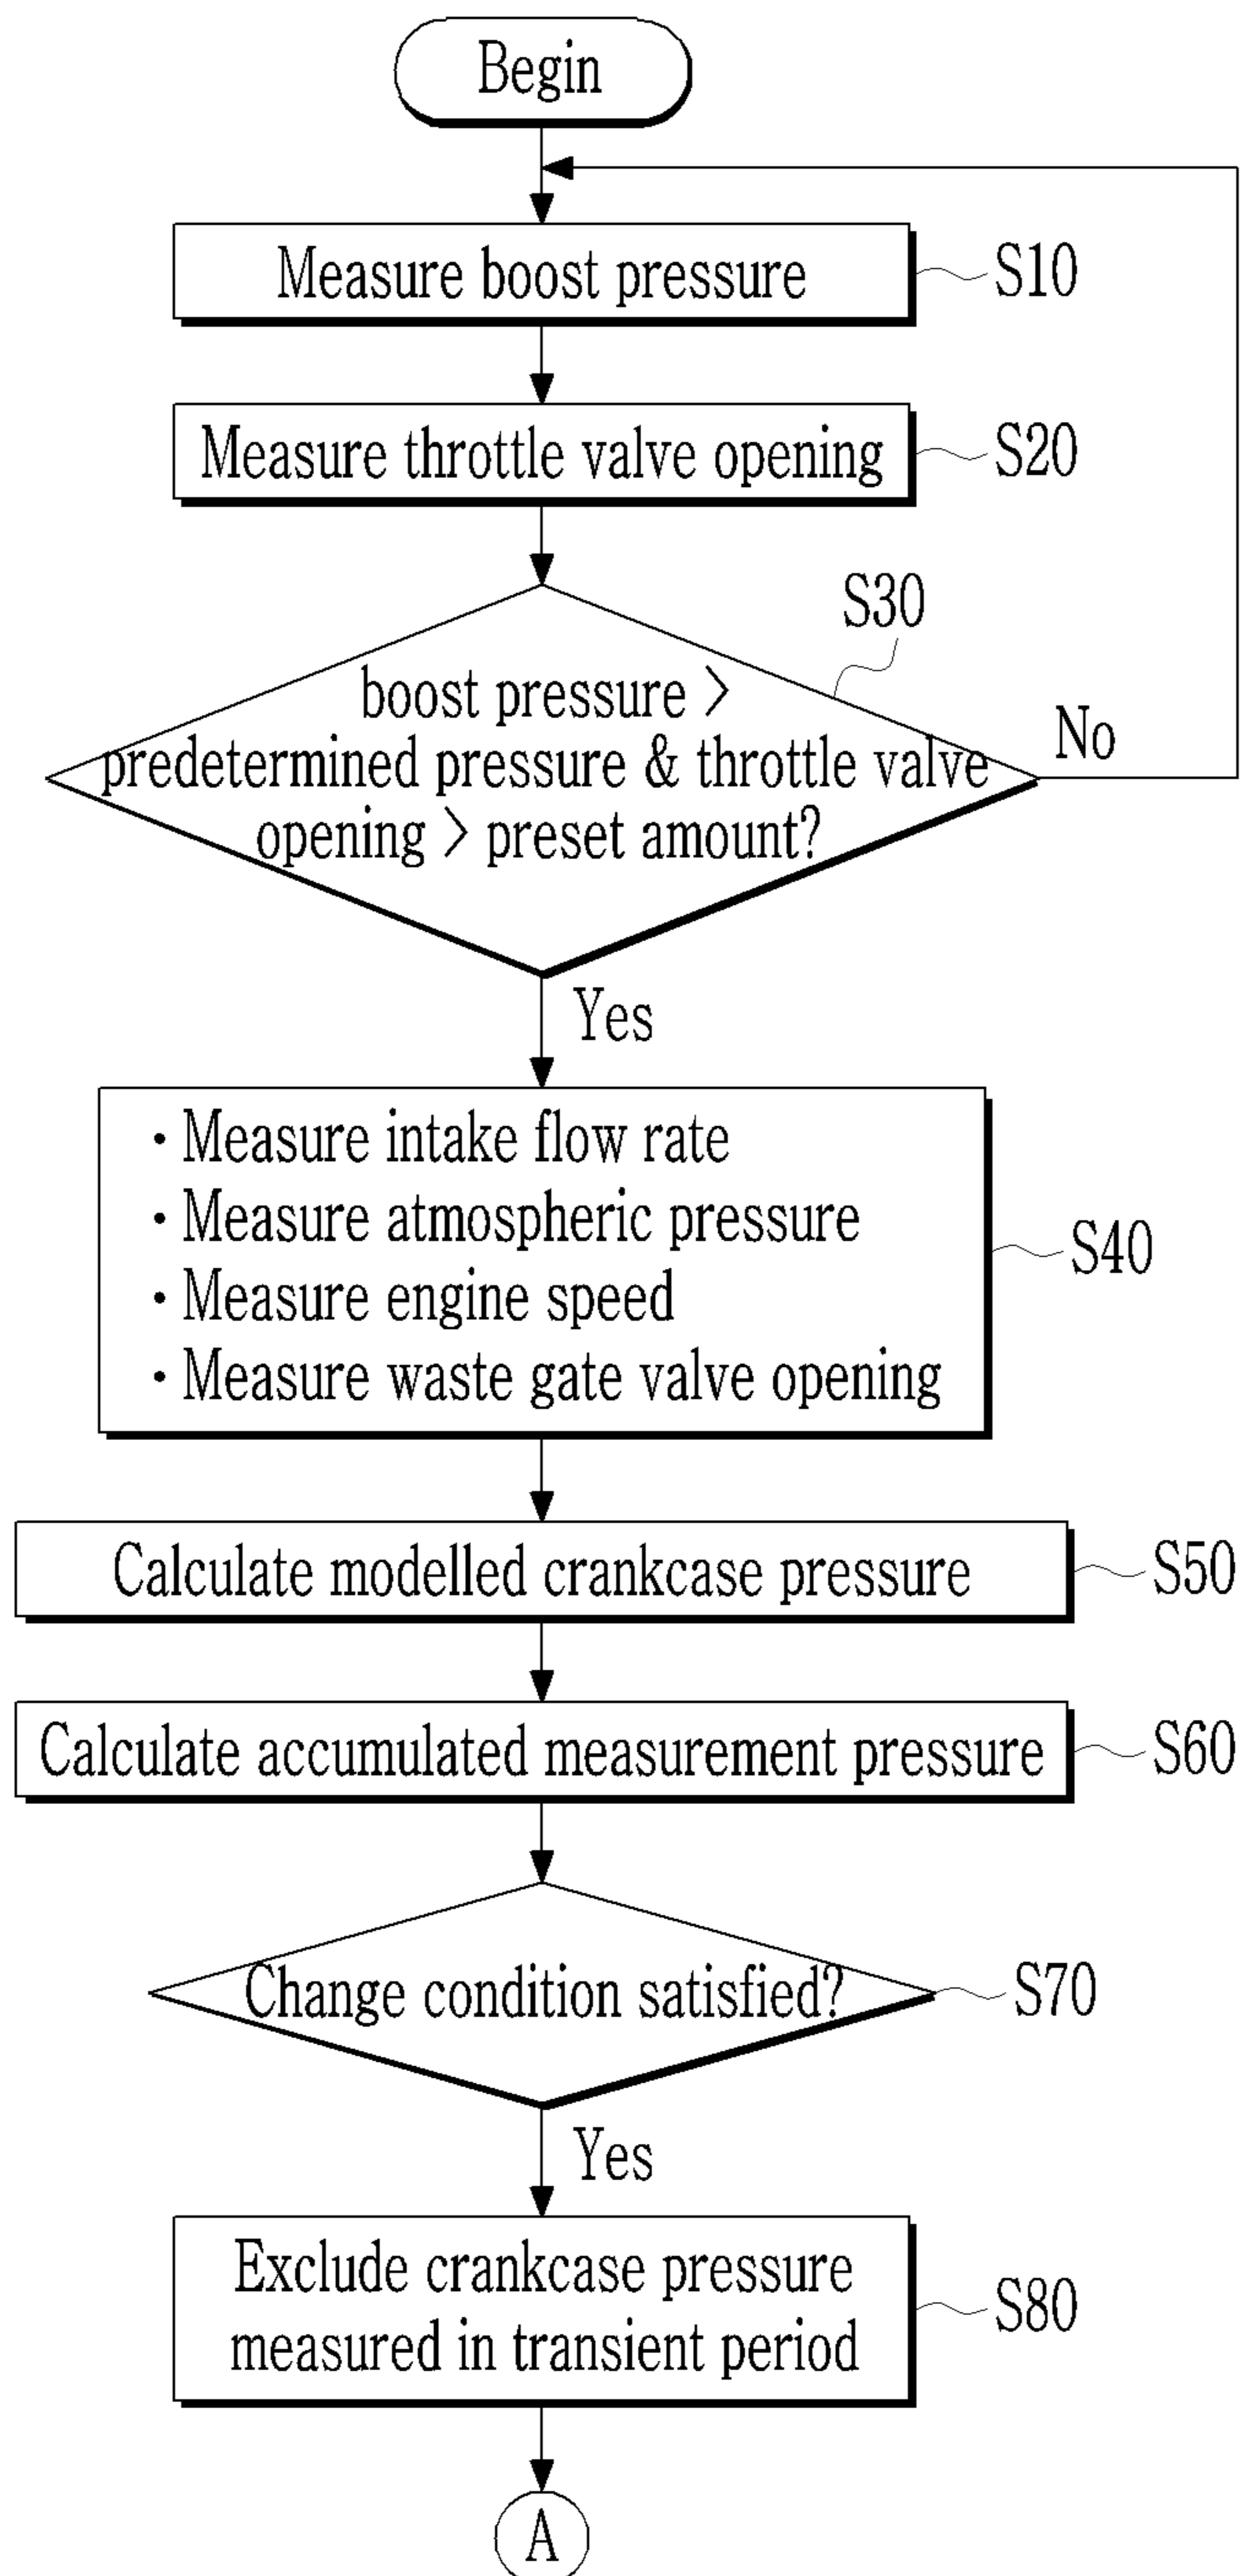 Begin
Measure boost pressure
S10
Measure throttle valve opening
S20
S30
boost pressure >
predetermined pressure & throttle valve
opening > preset amount?
No
Yes
· Measure intake flow rate
· Measure atmospheric pressure
· Measure engine speed
· Measure waste gate valve opening
S40
Calculate modelled crankcase pressure
S50
Calculate accumulated measurement pressure
S60
Change condition satisfied?
S70
Yes
Exclude crankcase pressure
measured in transient period
S80
A